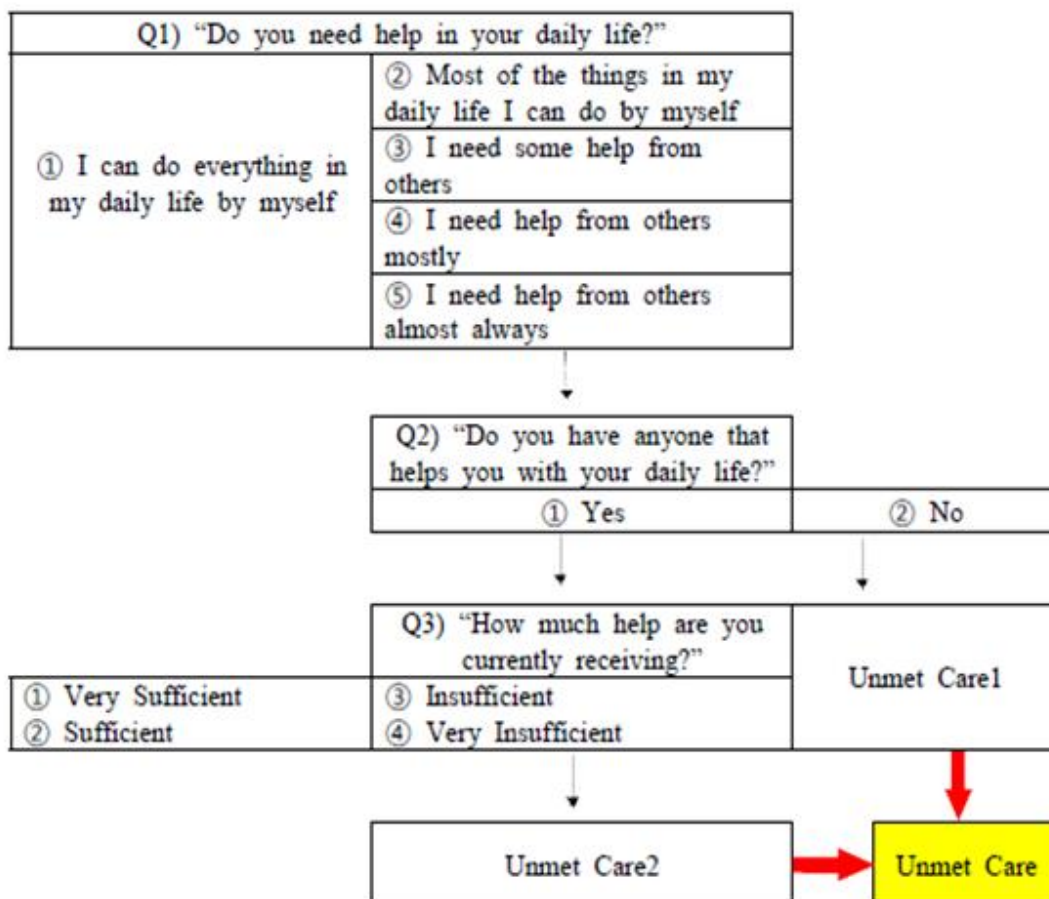 Q1) “Do you need help in your daily life?”
① I can do everything in
my daily life by myself
② Most of the things in my
daily life I can do by myself
③ I need some help from
others
④ I need help from others
mostly
⑤ I need help from others
almost always
Q2) “Do you have anyone that
helps you with your daily life?”
① Yes
② No
Q3) “How much help are you
currently receiving?”
① Very Sufficient
② Sufficient
③ Insufficient
④ Very Insufficient
Unmet Care1
Unmet Care2
Unmet Care